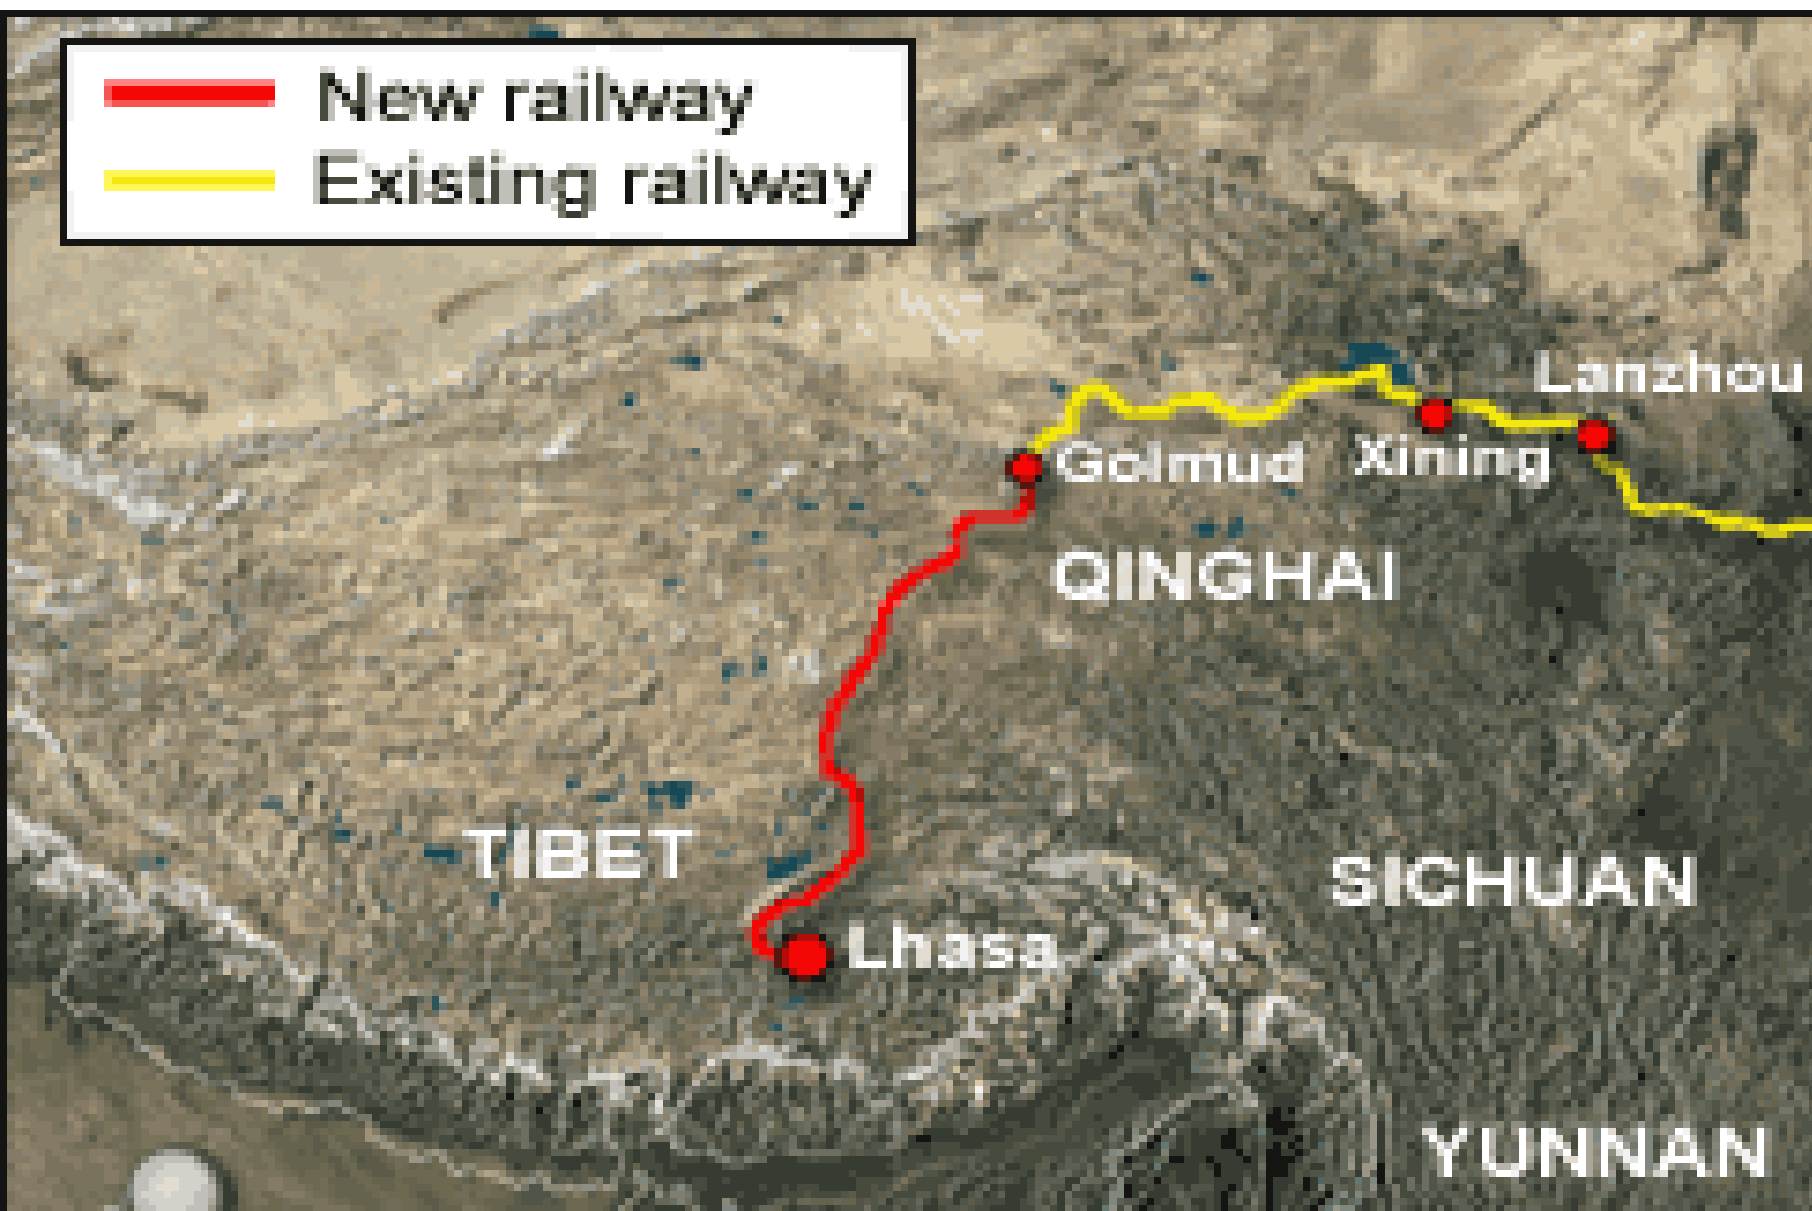 New railway
Existing railway
Lanzhou
Golmud
Xining
QINGHAI
TIBET
SICHUAN
Lhasa
YUNNAN